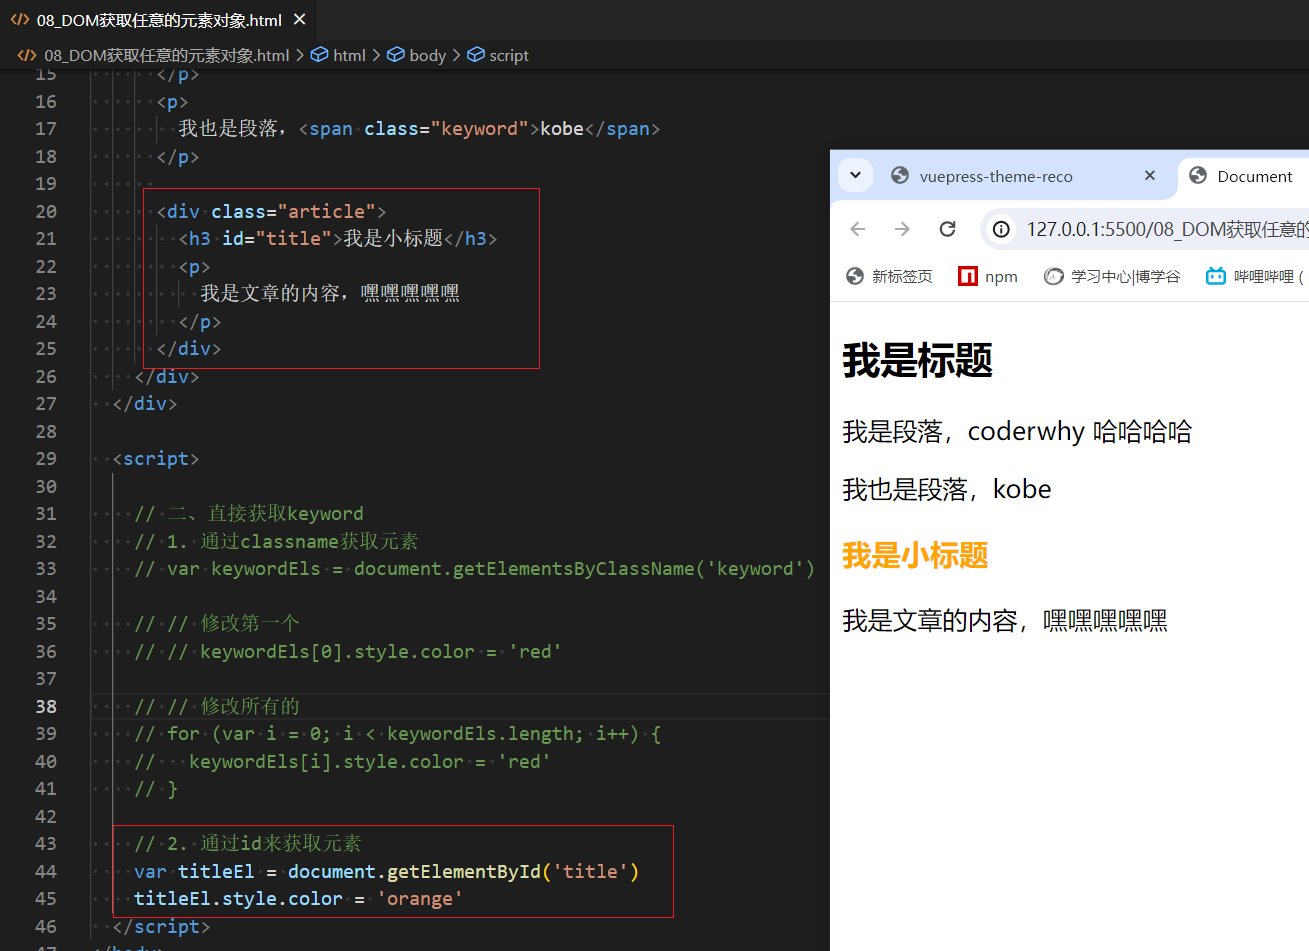 08_DOM获取任意的元素对象.html
08_DOM获取任意的元素对象.html > html > body > script
15 </p>
16 <p>
17 我也是段落，<span class="keyword">kobe</span>
18 </p>
19
20 <div class="article">
21 <h3 id="title">我是小标题</h3>
22 <p>
23 我是文章的内容，嘿嘿嘿嘿嘿
24 </p>
25 </div>
26 </div>
27 </div>
28
29 <script>
30
31 // 二、直接获取keyword
32 // 1. 通过classname获取元素
33 // var keywordEls = document.getElementsByClassName('keyword')
34
35 // // 修改第一个
36 // // keywordEls[0].style.color = 'red'
37
38 // // 修改所有的
39 // for (var i = 0; i < keywordEls.length; i++) {
40 //   keywordEls[i].style.color = 'red'
41 // }
42
43 // 2. 通过id来获取元素
44 var titleEl = document.getElementById('title')
45 titleEl.style.color = 'orange'
46 </script>
47 </body>
vuepress-theme-reco
Document
127.0.0.1:5500/08_DOM获取任意的
新标签页
npm
学习中心|博学谷
哔哩哔哩 (
我是标题
我是段落，coderwhy 哈哈哈哈
我也是段落，kobe
我是小标题
我是文章的内容，嘿嘿嘿嘿嘿